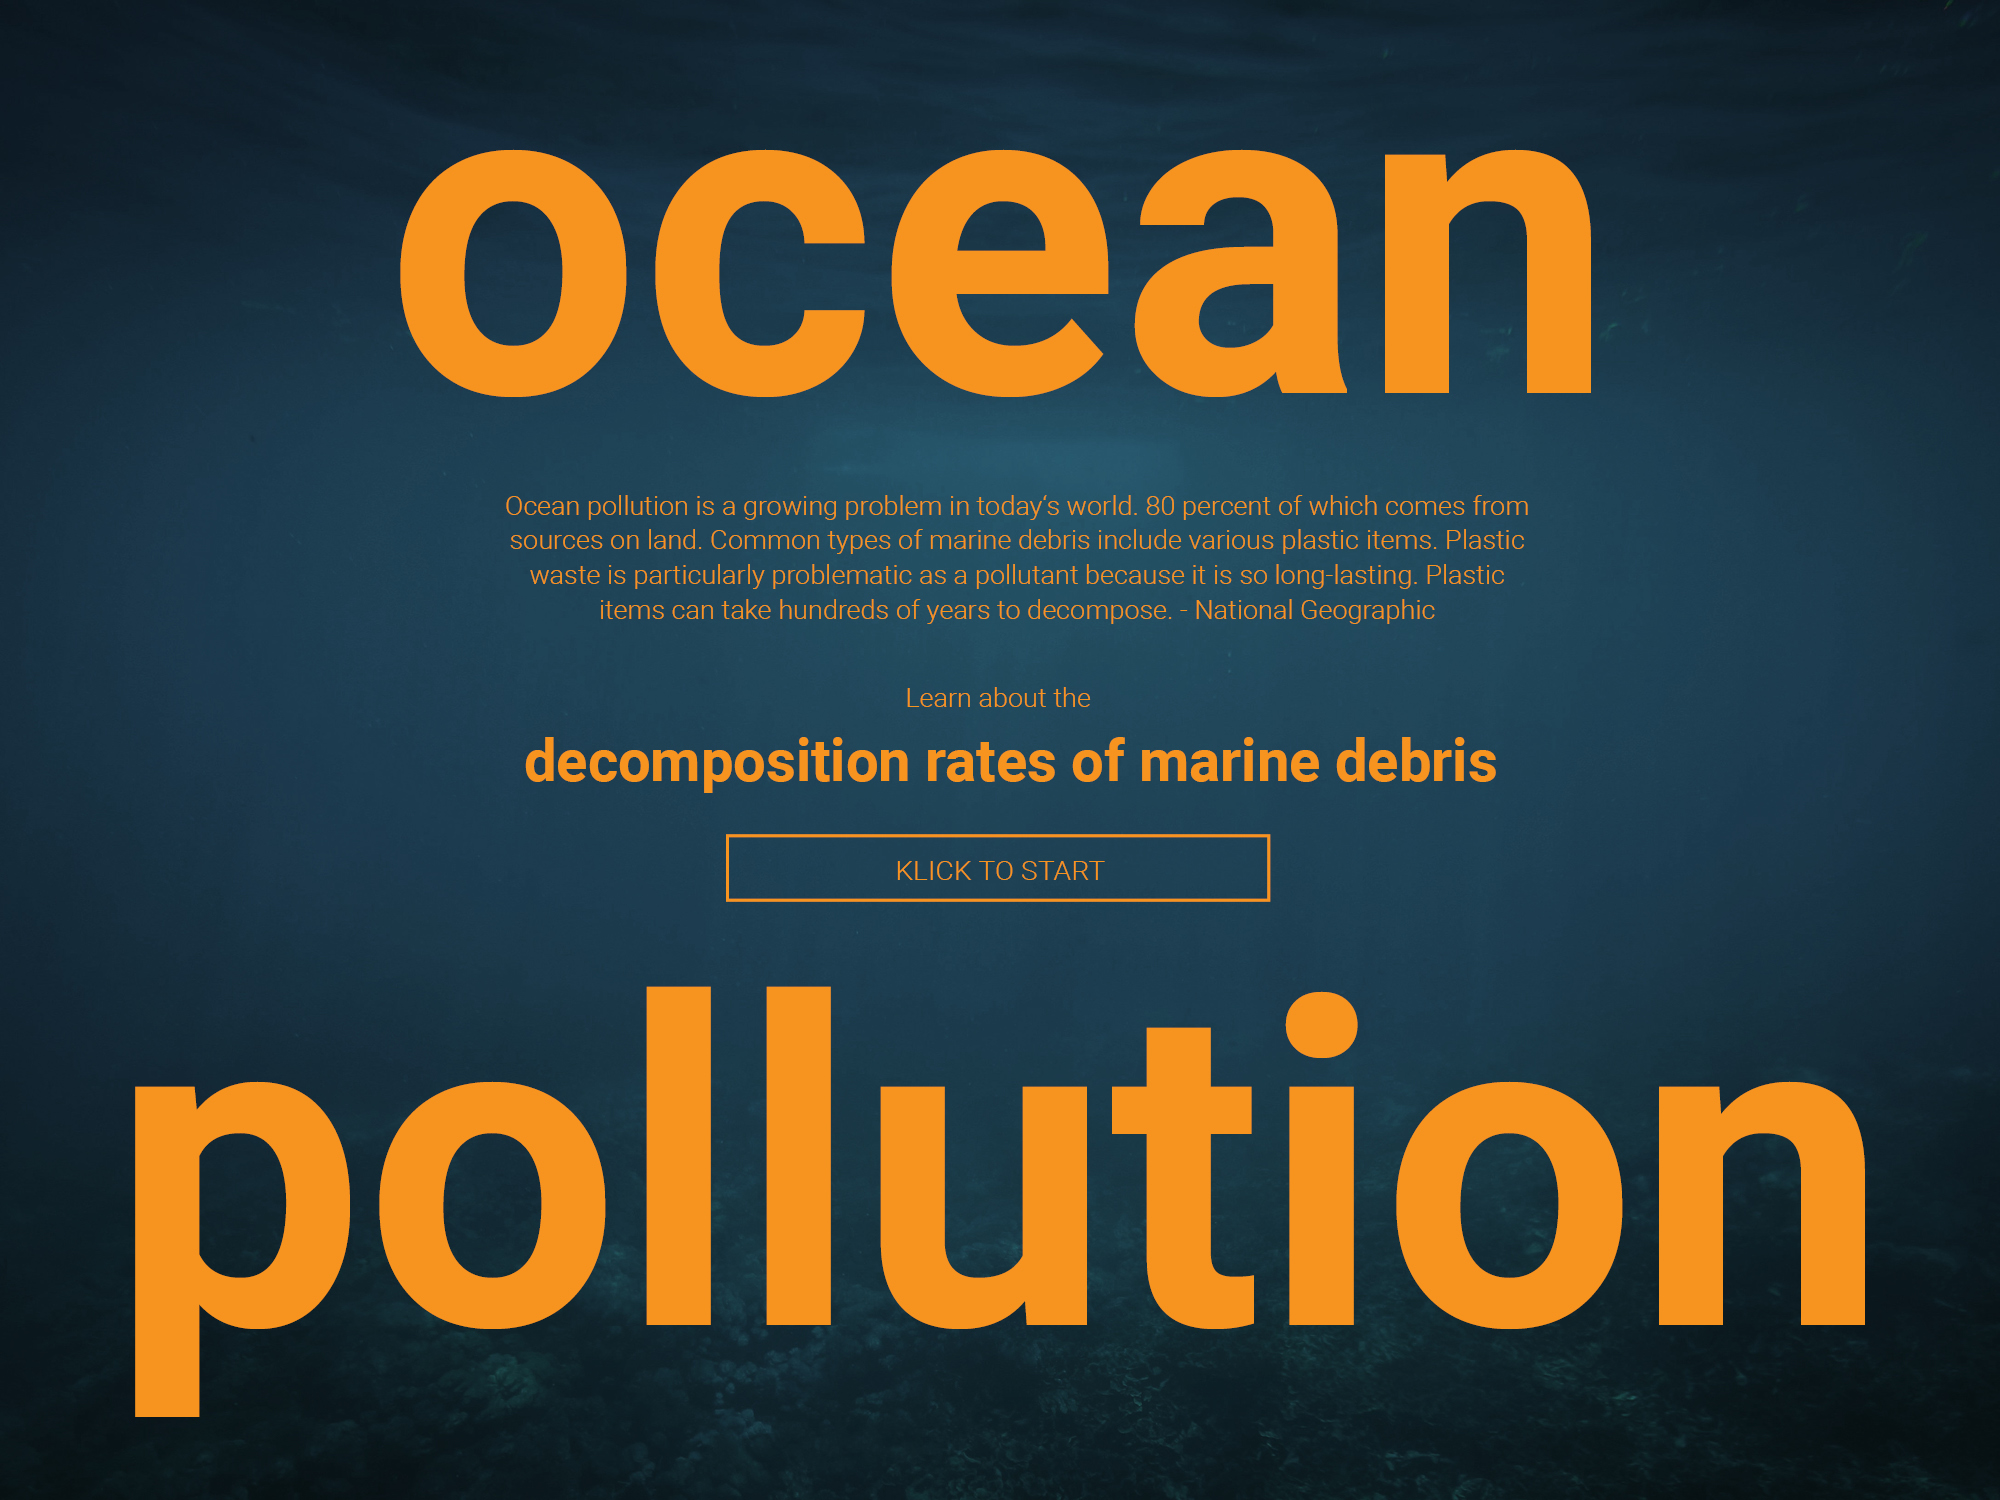 ocean
Ocean pollution is a growing problem in today‘s world. 80 percent of which comes from
sources on land. Common types of marine debris include various plastic items. Plastic
waste is particularly problematic as a pollutant because it is so long-lasting. Plastic
items can take hundreds of years to decompose. - National Geographic
Learn about the
decomposition rates of marine debris
KLICK TO START
pollution